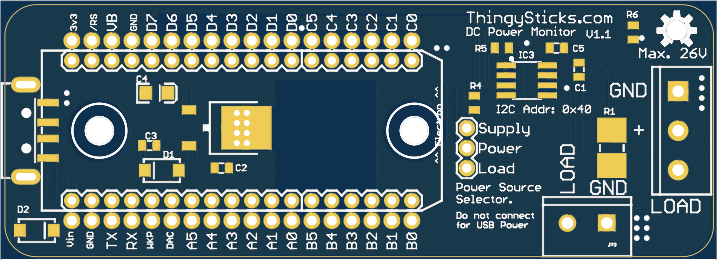 3v3 /RS VB GND D7 D6 D5 D4 D3 D2 D1 D0 C5 C4 C3 C2 C1 C0
ThingySticks.com
DC Power Monitor V1.1
R6
Max. 26V
R5 IC3 C5
C1
C4
R4
I2C Addr: 0x40
GND
R1
+
Supply
Power
Load
C3
D1
C2
LOAD
GND
LOAD
Power Source
Selector.
Do not connect
for USB Power
D2
JP3
Vin GND TX RX WKP DAC A5 A4 A3 A2 A1 A0 B5 B4 B3 B2 B1 B0